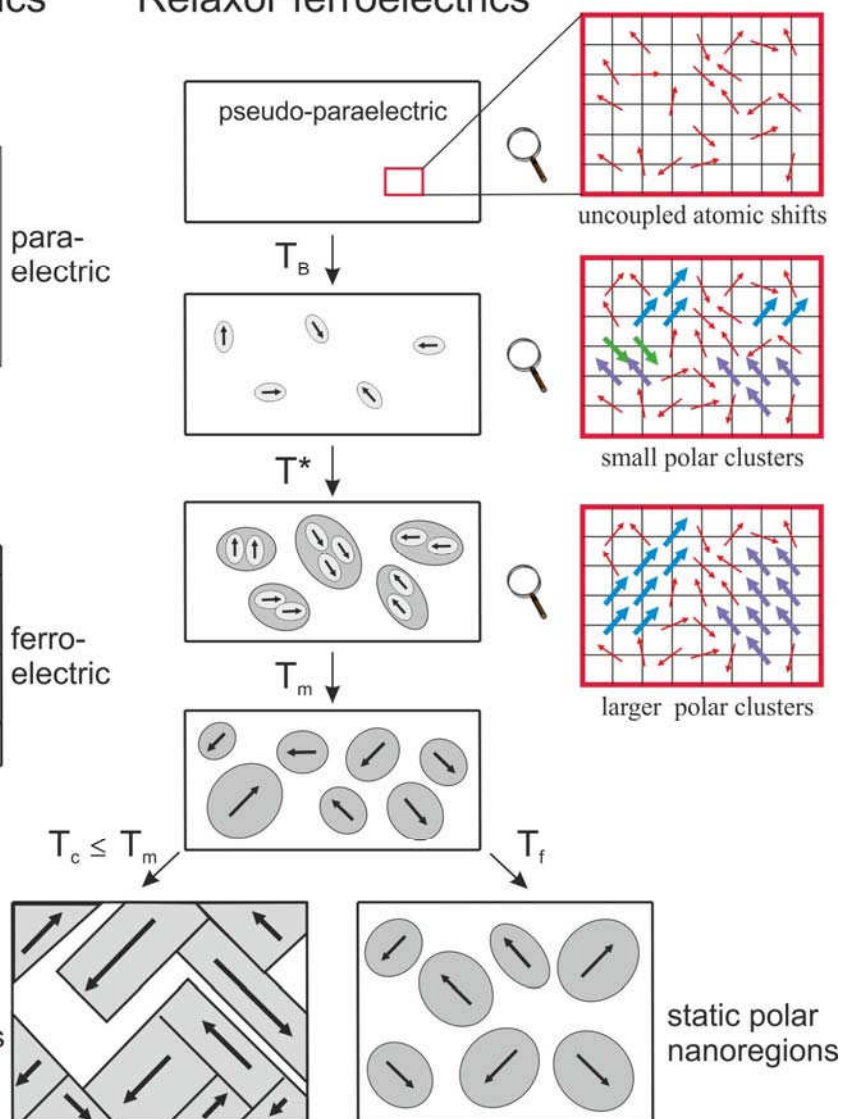 Relaxor ferroelectrics
pseudo-paraelectric
uncoupled atomic shifts
para-
electric
T_B
small polar clusters
T*
ferro-
electric
T_m
larger polar clusters
T_c ≤ T_m
T_f
static polar
nanoregions